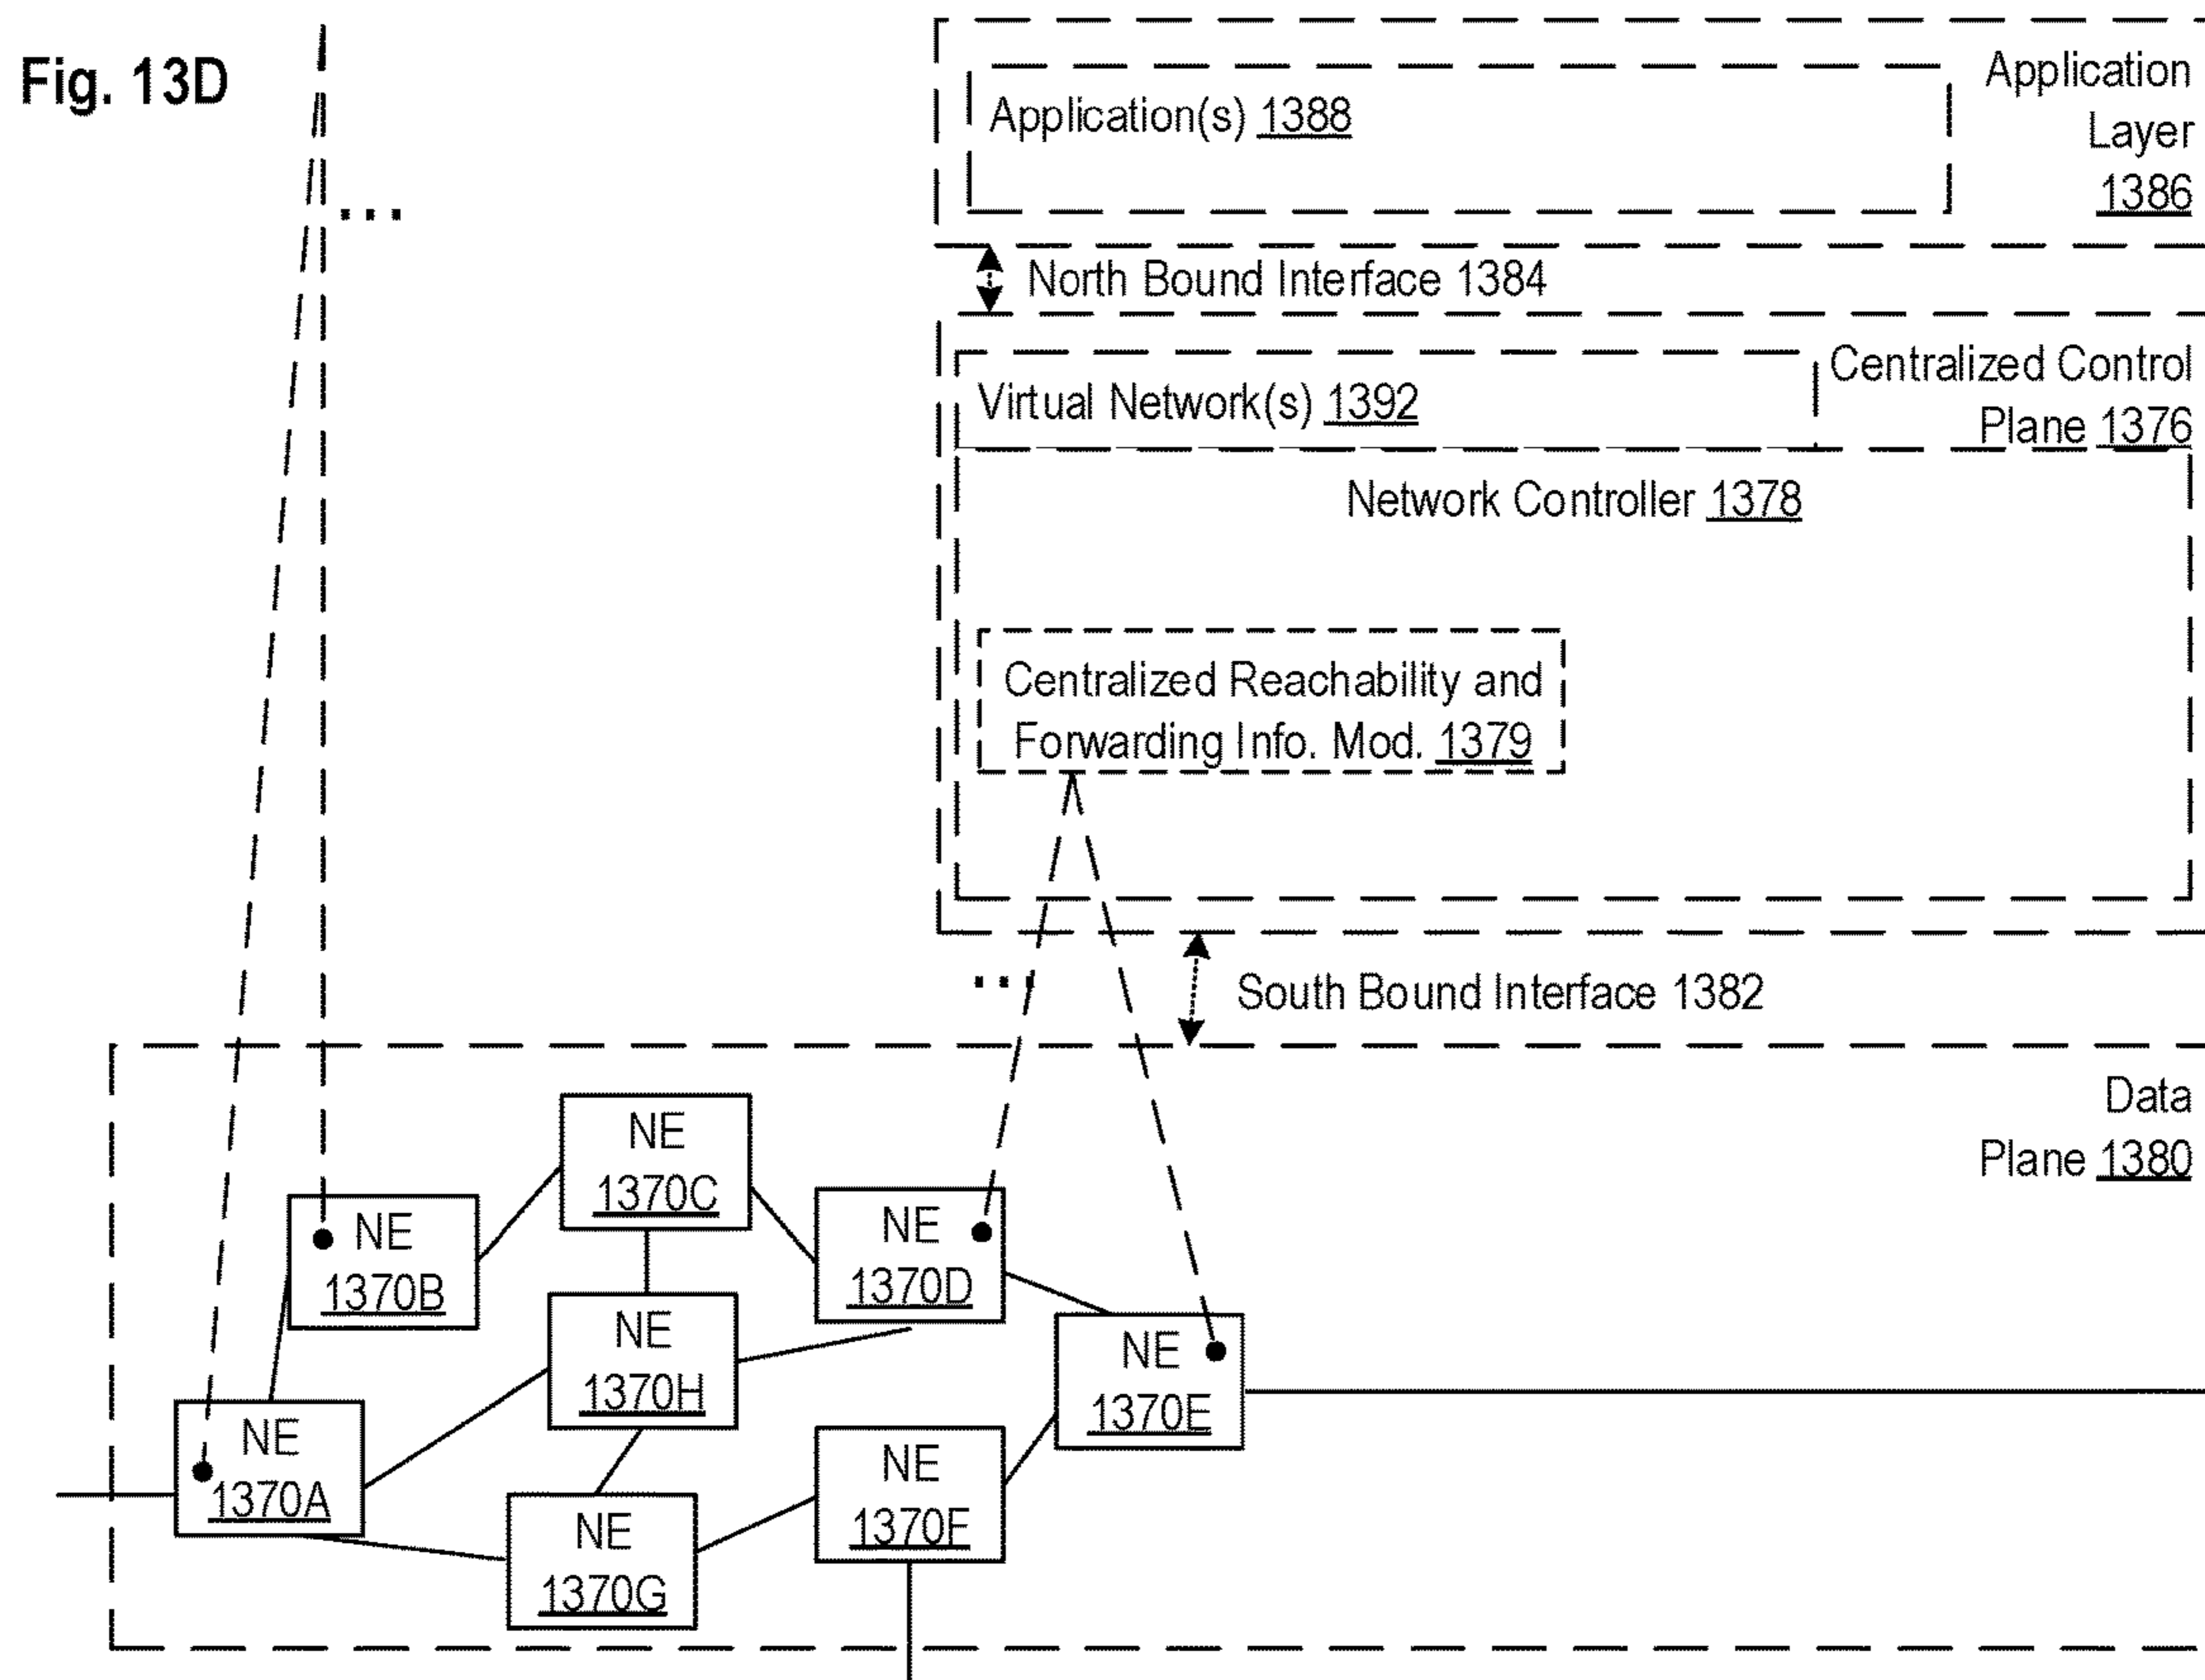 Fig. 13D
Application
Layer
1386
Application(s) 1388
North Bound Interface 1384
Centralized Control
Plane 1376
Virtual Network(s) 1392
Network Controller 1378
Centralized Reachability and
Forwarding Info. Mod. 1379
...
...
South Bound Interface 1382
Data
Plane 1380
NE
1370C
NE
1370B
NE
1370D
NE
1370H
NE
1370E
NE
1370A
NE
1370F
NE
1370G